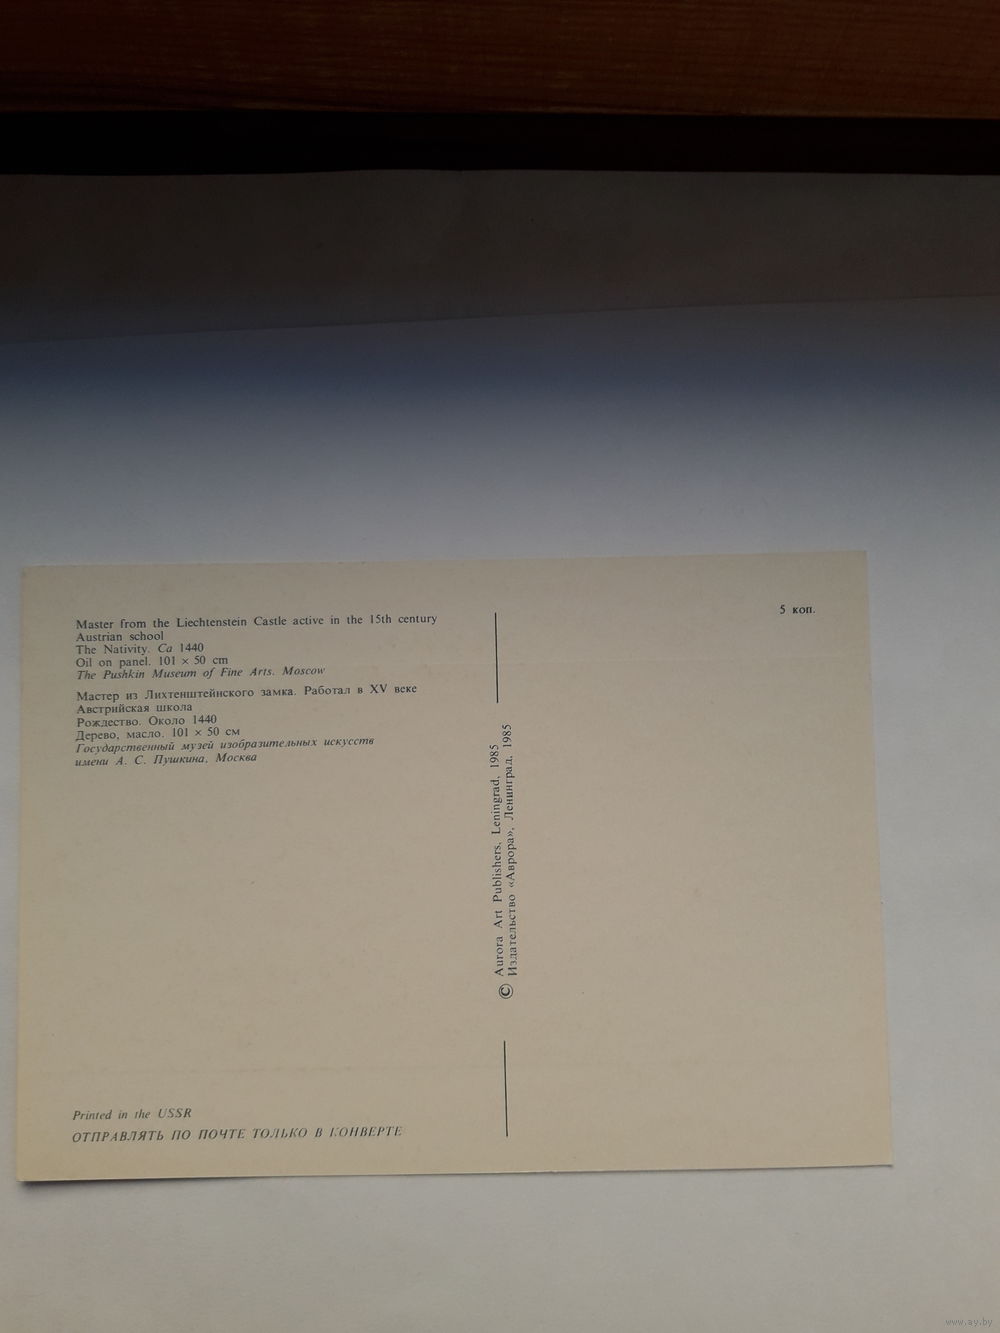 Master from the Liechtenstein Castle active in the 15th century
Austrian school
The Nativity. Ca 1440
Oil on panel. 101 × 50 cm
The Pushkin Museum of Fine Arts. Moscow
Мастер из Лихтенштейнского замка. Работал в XV веке
Австрийская школа
Рождество. Около 1440
Дерево, масло. 101 × 50 см
Государственный музей изобразительных искусств
имени А. С. Пушкина, Москва
Printed in the USSR
ОТПРАВЛЯТЬ ПО ПОЧТЕ ТОЛЬКО В КОНВЕРТЕ
© Aurora Art Publishers, Leningrad, 1985
Издательство «Аврора», Ленинград, 1985
5 коп.
www.ay.by